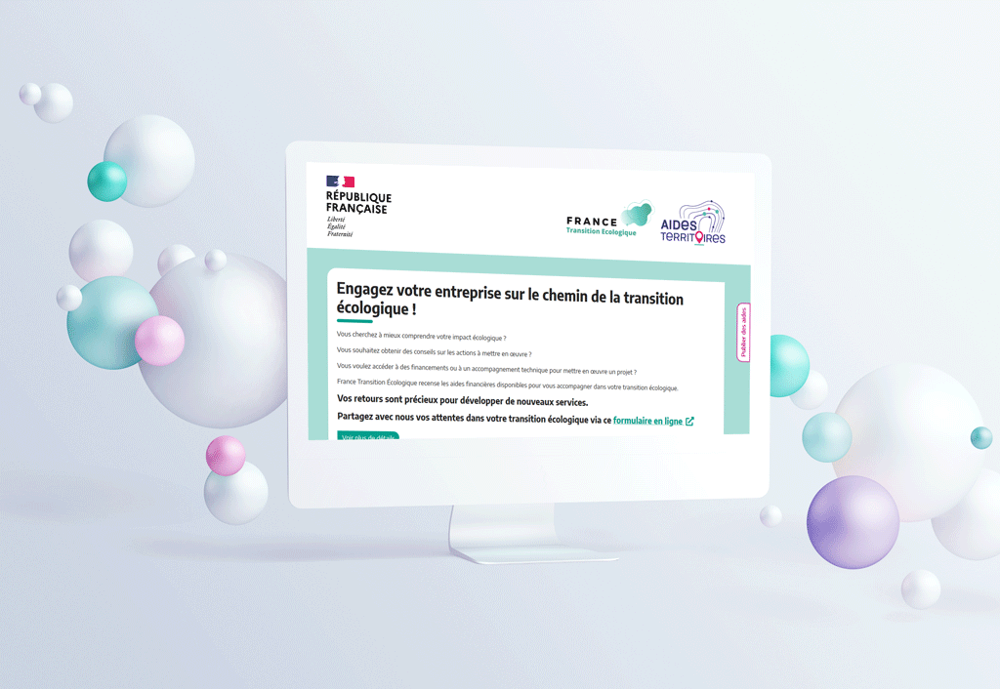 RÉPUBLIQUE
FRANÇAISE
Liberté
Égalité
Fraternité
FRANCE
Transition Ecologique
AIDES
TERRITOIRES
Engagez votre entreprise sur le chemin de la transition
écologique !
Vous cherchez à mieux comprendre votre impact écologique ?
Vous souhaitez obtenir des conseils sur les actions à mettre en œuvre ?
Vous voulez accéder à des financements ou à un accompagnement technique pour mettre en œuvre un projet ?
France Transition Écologique recense les aides financières disponibles pour vous accompagner dans votre transition écologique.
Vos retours sont précieux pour développer de nouveaux services.
Partagez avec nous vos attentes dans votre transition écologique via ce formulaire en ligne
Voir plus de détails
Publier des aides